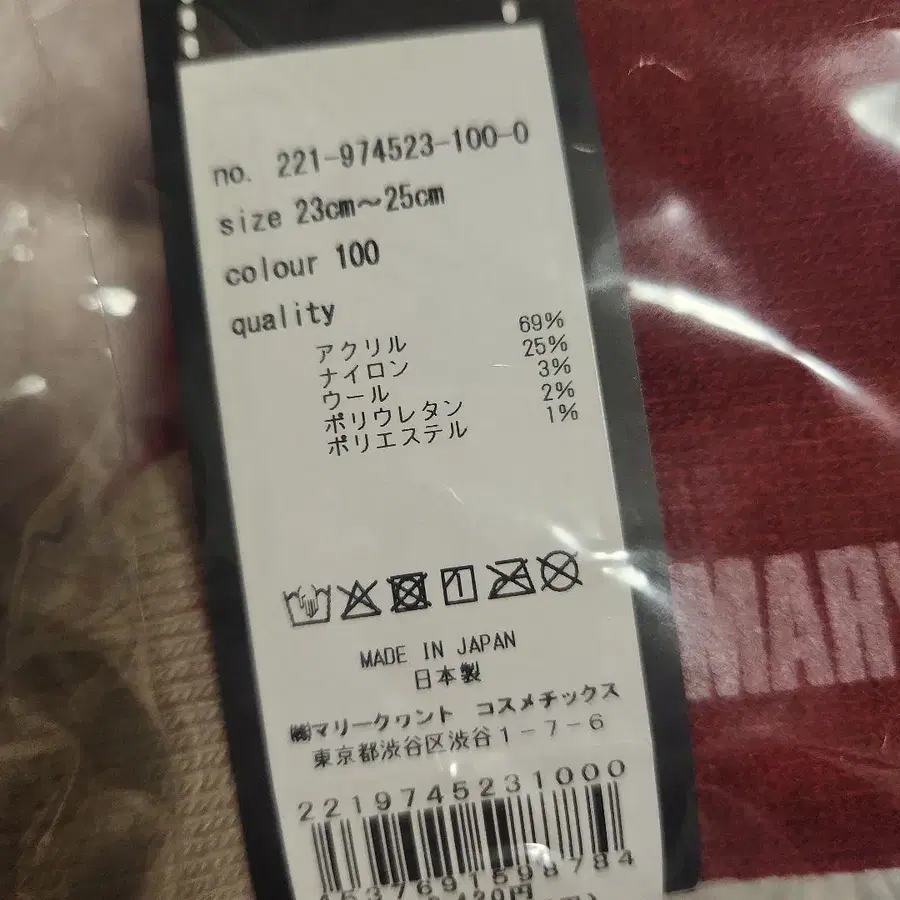 no. 221-974523-100-0
size 23cm～25cm
colour 100
quality
アクリル 69%
ナイロン 25%
ウール 3%
ポリウレタン 2%
ポリエステル 1%
MADE IN JAPAN
日本製
㈱マリークヮント コスメチックス
東京都渋谷区渋谷1-7-6
2219745231000
4537691598784
MARY